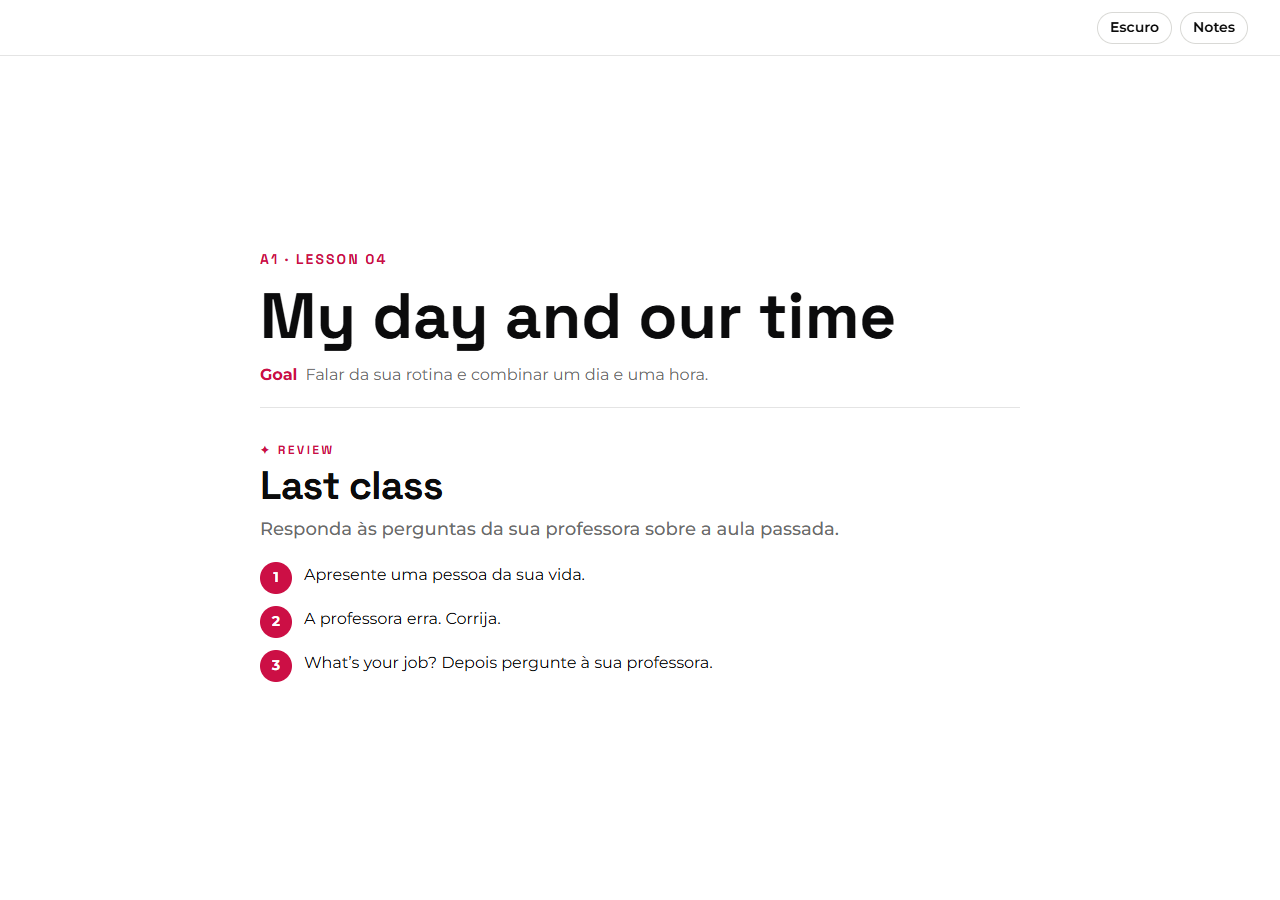 Escuro Notes
A1 · LESSON 04
My day and our time
Goal Falar da sua rotina e combinar um dia e uma hora.
✦ REVIEW
Last class
Responda às perguntas da sua professora sobre a aula passada.
1 Apresente uma pessoa da sua vida.
2 A professora erra. Corrija.
3 What’s your job? Depois pergunte à sua professora.